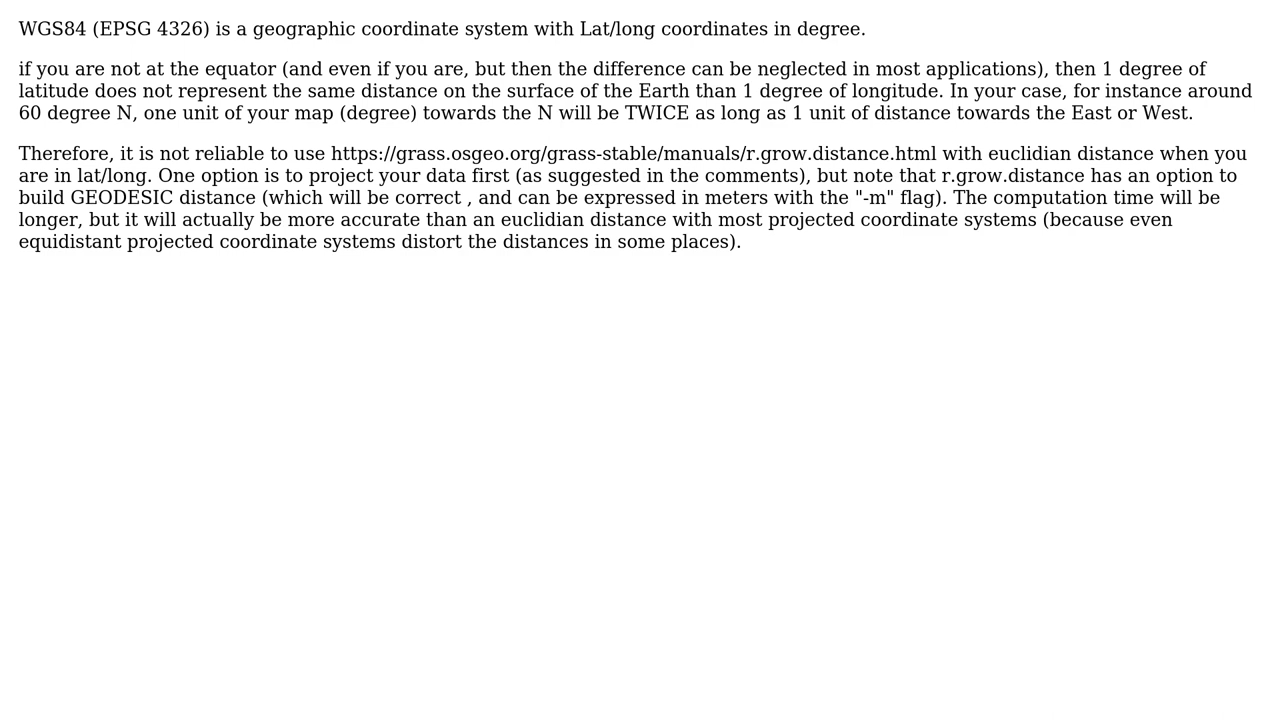 WGS84 (EPSG 4326) is a geographic coordinate system with Lat/long coordinates in degree.
if you are not at the equator (and even if you are, but then the difference can be neglected in most applications), then 1 degree of
latitude does not represent the same distance on the surface of the Earth than 1 degree of longitude. In your case, for instance around
60 degree N, one unit of your map (degree) towards the N will be TWICE as long as 1 unit of distance towards the East or West.
Therefore, it is not reliable to use https://grass.osgeo.org/grass-stable/manuals/r.grow.distance.html with euclidian distance when you
are in lat/long. One option is to project your data first (as suggested in the comments), but note that r.grow.distance has an option to
build GEODESIC distance (which will be correct , and can be expressed in meters with the "-m" flag). The computation time will be
longer, but it will actually be more accurate than an euclidian distance with most projected coordinate systems (because even
equidistant projected coordinate systems distort the distances in some places).